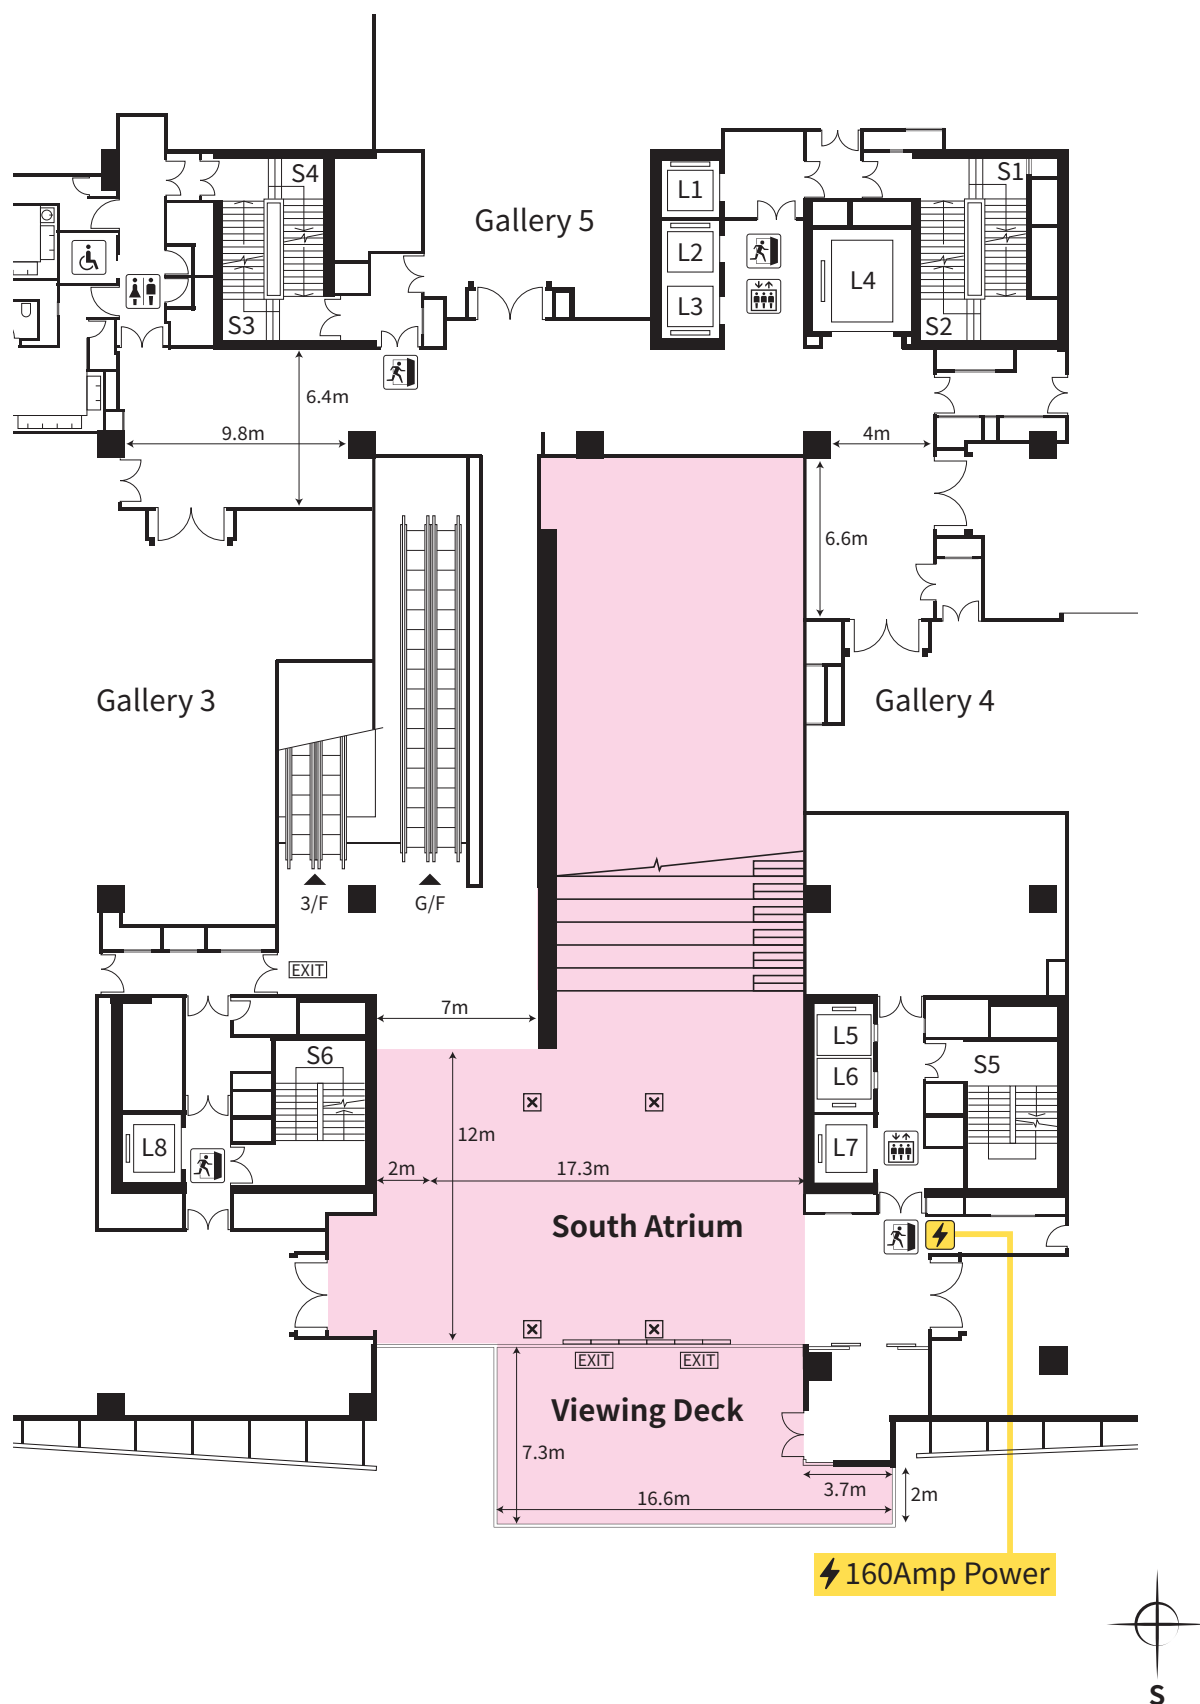 S4
S1
L1
Gallery 5
L2
L4
L3
S3
S2
6.4m
9.8m
4m
6.6m
Gallery 3
Gallery 4
3/F
G/F
EXIT
7m
L5
S6
S5
L6
12m
L8
L7
2m
17.3m
South Atrium
EXIT
EXIT
Viewing Deck
7.3m
3.7m
2m
16.6m
160Amp Power
S